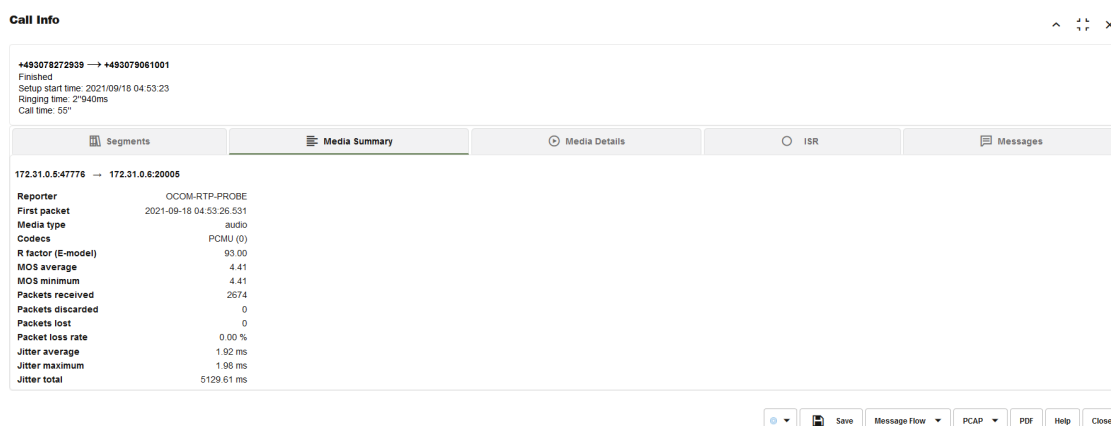 Call Info
+493078272939 → +493079061001
Finished
Setup start time: 2021/09/18 04:53:23
Ringing time: 2"940ms
Call time: 55"
Segments Media Summary Media Details ISR Messages
172.31.0.5:47776 → 172.31.0.6:20005
Reporter OCOM-RTP-PROBE
First packet 2021-09-18 04:53:26.531
Media type audio
Codecs PCMU (0)
R factor (E-model) 93.00
MOS average 4.41
MOS minimum 4.41
Packets received 2674
Packets discarded 0
Packets lost 0
Packet loss rate 0.00 %
Jitter average 1.92 ms
Jitter maximum 1.98 ms
Jitter total 5129.61 ms
Save Message Flow PCAP PDF Help Close